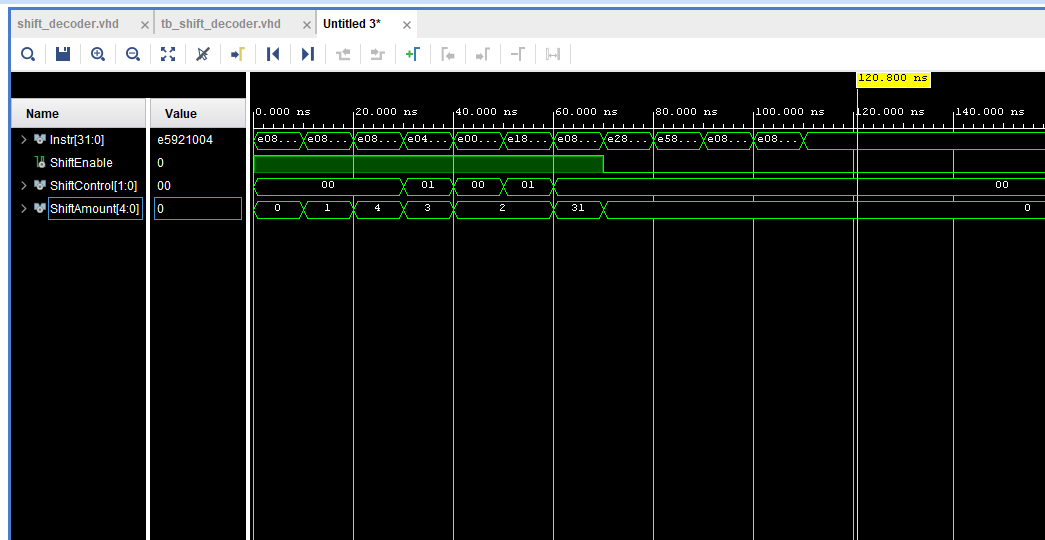 shift_decoder.vhd tb_shift_decoder.vhd Untitled 3*
120.800 ns
Name Value
0.000 ns 20.000 ns 40.000 ns 60.000 ns 80.000 ns 100.000 ns 120.000 ns 140.000 ns
Instr[31:0] e5921004 e08... e08... e08... e04... e00... e18... e08... e28... e58... e08... e08...
ShiftEnable 0
ShiftControl[1:0] 00 00 01 00 01 00
ShiftAmount[4:0] 0 0 1 4 3 2 31 0